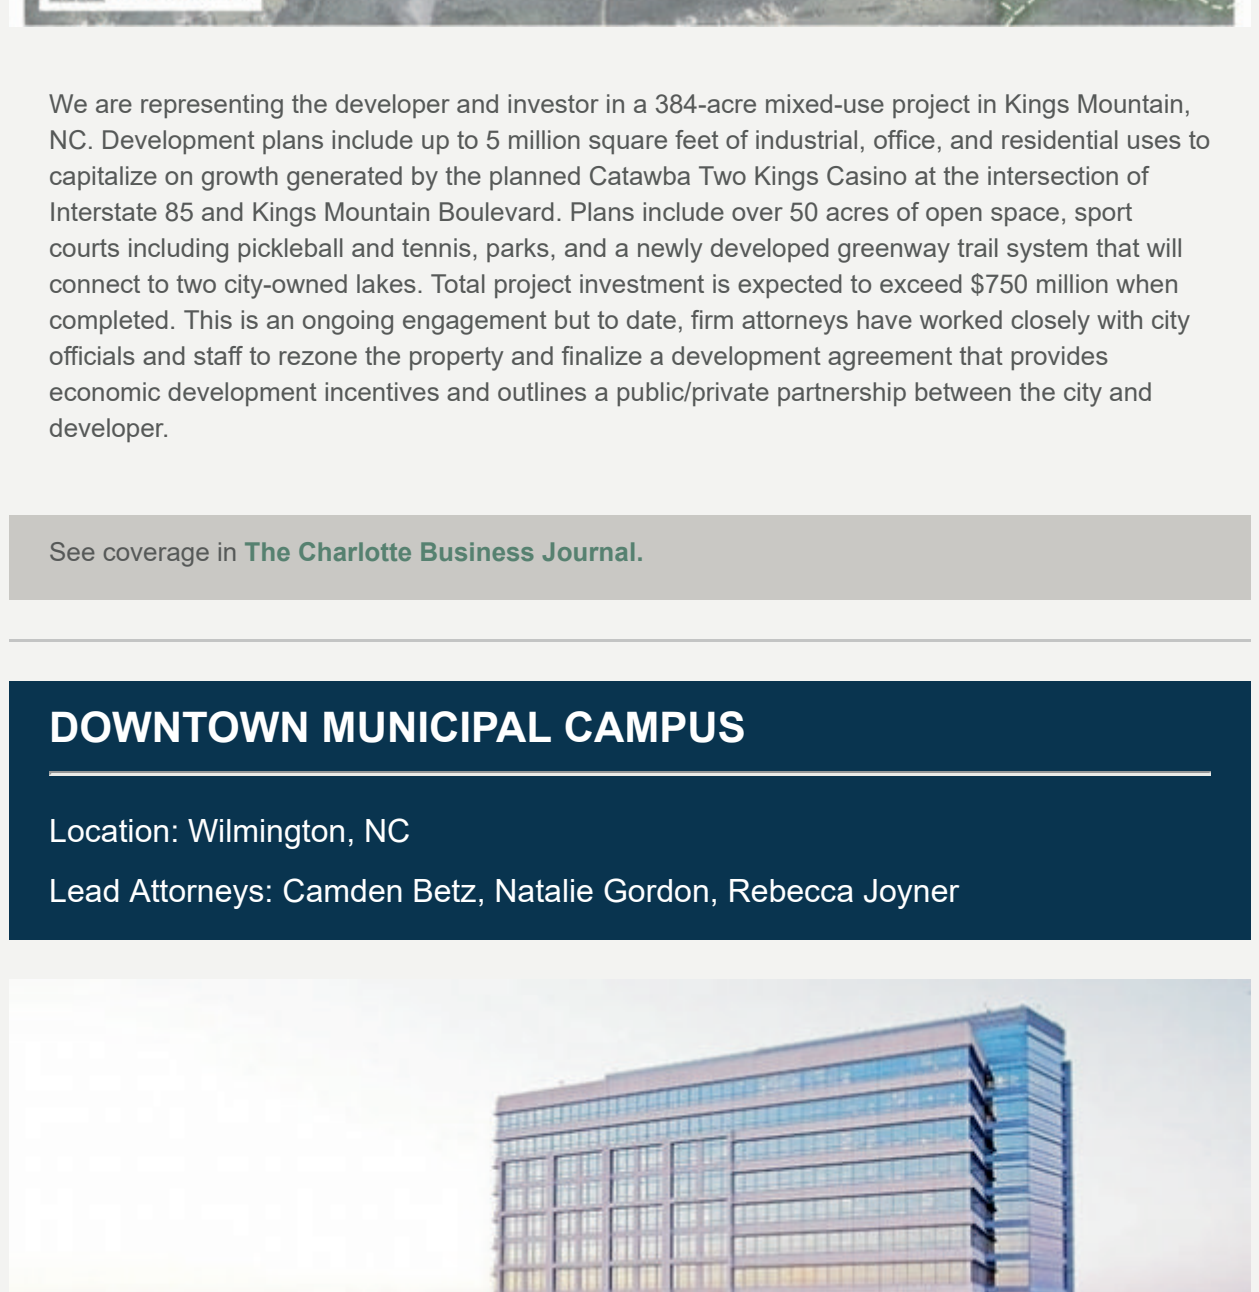 We are representing the developer and investor in a 384-acre mixed-use project in Kings Mountain,
NC. Development plans include up to 5 million square feet of industrial, office, and residential uses to
capitalize on growth generated by the planned Catawba Two Kings Casino at the intersection of
Interstate 85 and Kings Mountain Boulevard. Plans include over 50 acres of open space, sport
courts including pickleball and tennis, parks, and a newly developed greenway trail system that will
connect to two city-owned lakes. Total project investment is expected to exceed $750 million when
completed. This is an ongoing engagement but to date, firm attorneys have worked closely with city
officials and staff to rezone the property and finalize a development agreement that provides
economic development incentives and outlines a public/private partnership between the city and
developer.
See coverage in The Charlotte Business Journal.
DOWNTOWN MUNICIPAL CAMPUS
Location: Wilmington, NC
Lead Attorneys: Camden Betz, Natalie Gordon, Rebecca Joyner